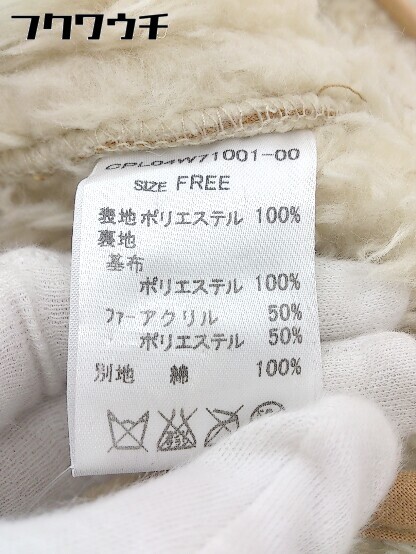 フクワウチ
CPL04W71001-00
SIZE FREE
表地 ポリエステル 100%
裏地
基布
ポリエステル 100%
ファー アクリル 50%
ポリエステル 50%
別地 綿 100%